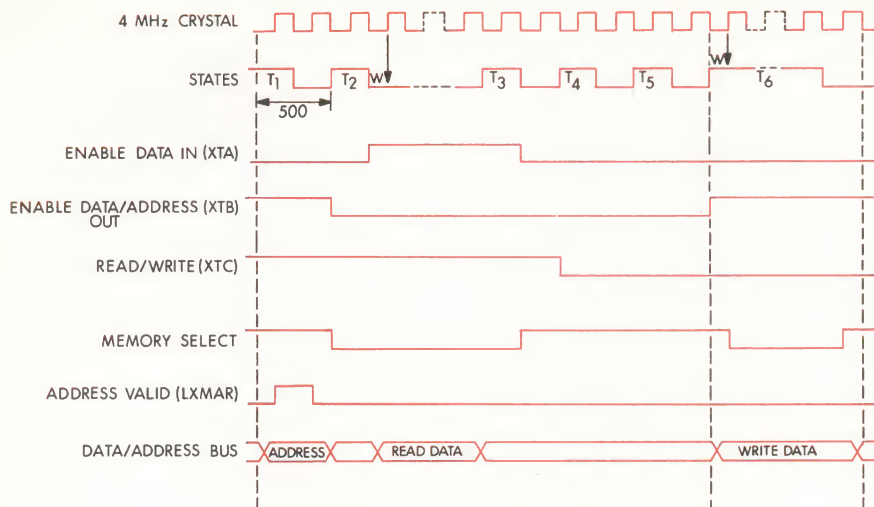 4 MHz CRYSTAL
STATES
T1 T2 W T3 T4 T5 W T6
500
ENABLE DATA IN (XTA)
ENABLE DATA/ADDRESS (XTB)
OUT
READ/WRITE (XTC)
MEMORY SELECT
ADDRESS VALID (LXMAR)
DATA/ADDRESS BUS
ADDRESS READ DATA WRITE DATA